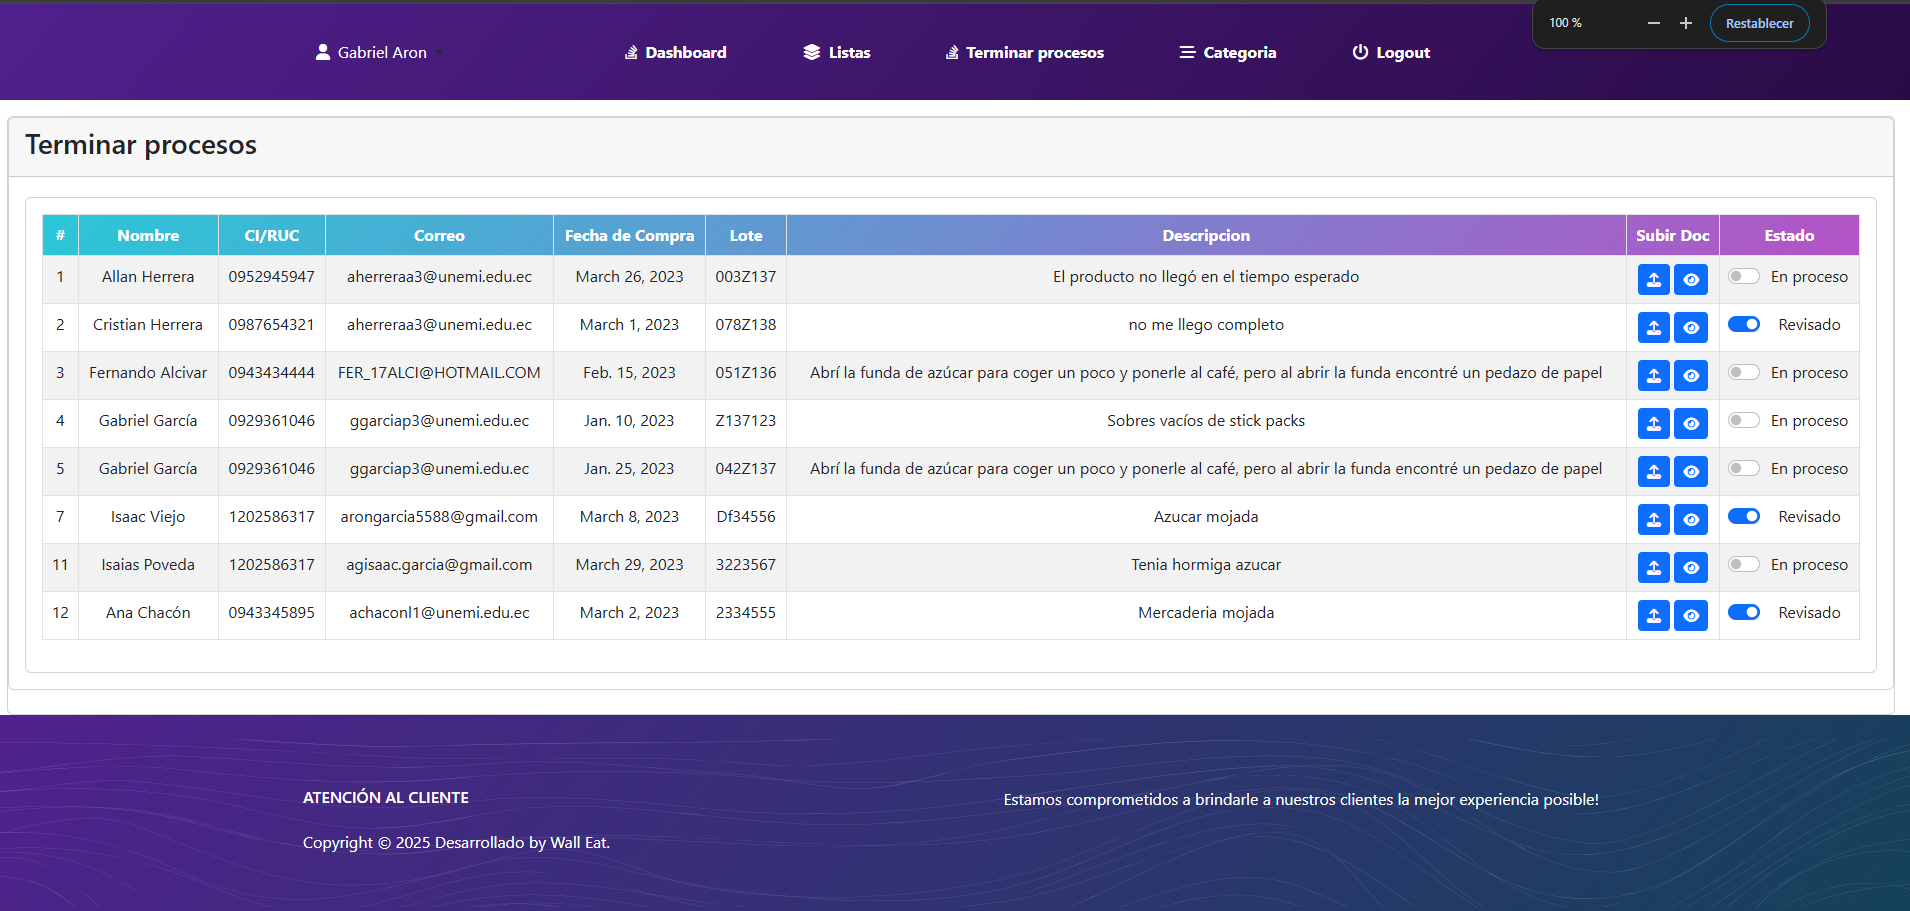 100 %
Restablecer
Gabriel Aron
Dashboard
Listas
Terminar procesos
Categoria
Logout
Terminar procesos
# Nombre CI/RUC Correo Fecha de Compra Lote Descripcion Subir Doc Estado
1 Allan Herrera 0952945947 aherreraa3@unemi.edu.ec March 26, 2023 003Z137 El producto no llegó en el tiempo esperado En proceso
2 Cristian Herrera 0987654321 aherreraa3@unemi.edu.ec March 1, 2023 078Z138 no me llego completo Revisado
3 Fernando Alcivar 0943434444 FER_17ALCI@HOTMAIL.COM Feb. 15, 2023 051Z136 Abrí la funda de azúcar para coger un poco y ponerle al café, pero al abrir la funda encontré un pedazo de papel En proceso
4 Gabriel García 0929361046 ggarciap3@unemi.edu.ec Jan. 10, 2023 Z137123 Sobres vacíos de stick packs En proceso
5 Gabriel García 0929361046 ggarciap3@unemi.edu.ec Jan. 25, 2023 042Z137 Abrí la funda de azúcar para coger un poco y ponerle al café, pero al abrir la funda encontré un pedazo de papel En proceso
7 Isaac Viejo 1202586317 arongarcia5588@gmail.com March 8, 2023 Df34556 Azucar mojada Revisado
11 Isaias Poveda 1202586317 agisaac.garcia@gmail.com March 29, 2023 3223567 Tenia hormiga azucar En proceso
12 Ana Chacón 0943345895 achaconl1@unemi.edu.ec March 2, 2023 2334555 Mercaderia mojada Revisado
ATENCIÓN AL CLIENTE
Estamos comprometidos a brindarle a nuestros clientes la mejor experiencia posible!
Copyright © 2025 Desarrollado by Wall Eat.